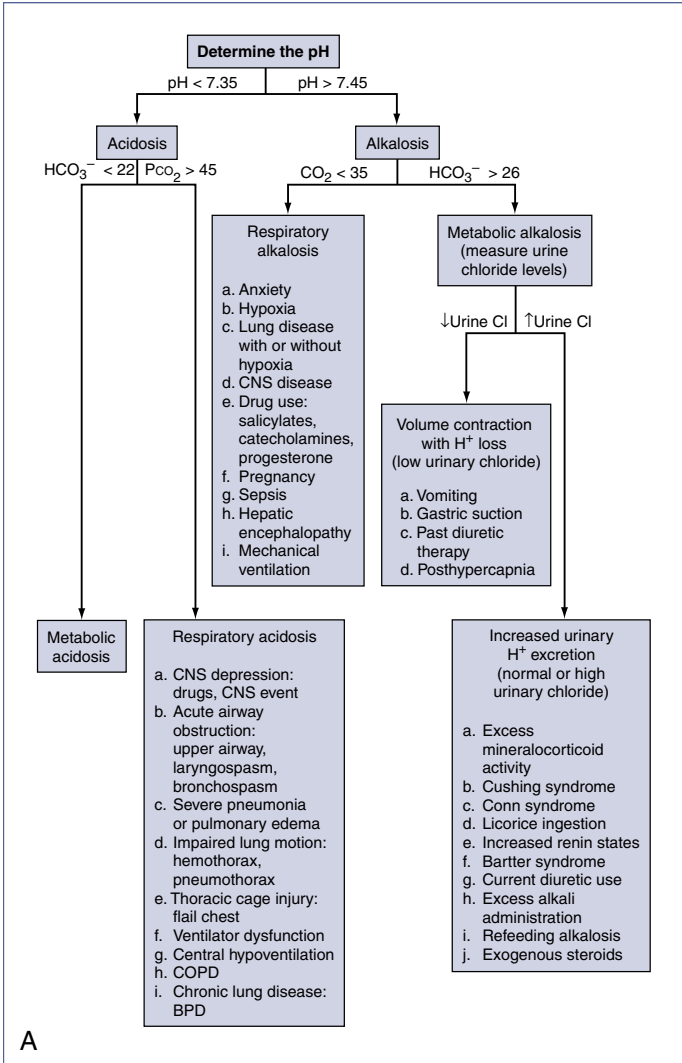 Determine the pH
pH < 7.35
pH > 7.45
Acidosis
Alkalosis
HCO₃⁻ < 22
PCO₂ > 45
CO₂ < 35
HCO₃⁻ > 26
Respiratory
alkalosis
a. Anxiety
b. Hypoxia
c. Lung disease
with or without
hypoxia
d. CNS disease
e. Drug use:
salicylates,
catecholamines,
progesterone
f. Pregnancy
g. Sepsis
h. Hepatic
encephalopathy
i. Mechanical
ventilation
Metabolic alkalosis
(measure urine
chloride levels)
↓Urine Cl
↑Urine Cl
Volume contraction
with H⁺ loss
(low urinary chloride)
a. Vomiting
b. Gastric suction
c. Past diuretic
therapy
d. Posthypercapnia
Metabolic
acidosis
Respiratory acidosis
a. CNS depression:
drugs, CNS event
b. Acute airway
obstruction:
upper airway,
laryngospasm,
bronchospasm
c. Severe pneumonia
or pulmonary edema
d. Impaired lung motion:
hemothorax,
pneumothorax
e. Thoracic cage injury:
flail chest
f. Ventilator dysfunction
g. Central hypoventilation
h. COPD
i. Chronic lung disease:
BPD
Increased urinary
H⁺ excretion
(normal or high
urinary chloride)
a. Excess
mineralocorticoid
activity
b. Cushing syndrome
c. Conn syndrome
d. Licorice ingestion
e. Increased renin states
f. Bartter syndrome
g. Current diuretic use
h. Excess alkali
administration
i. Refeeding alkalosis
j. Exogenous steroids
A